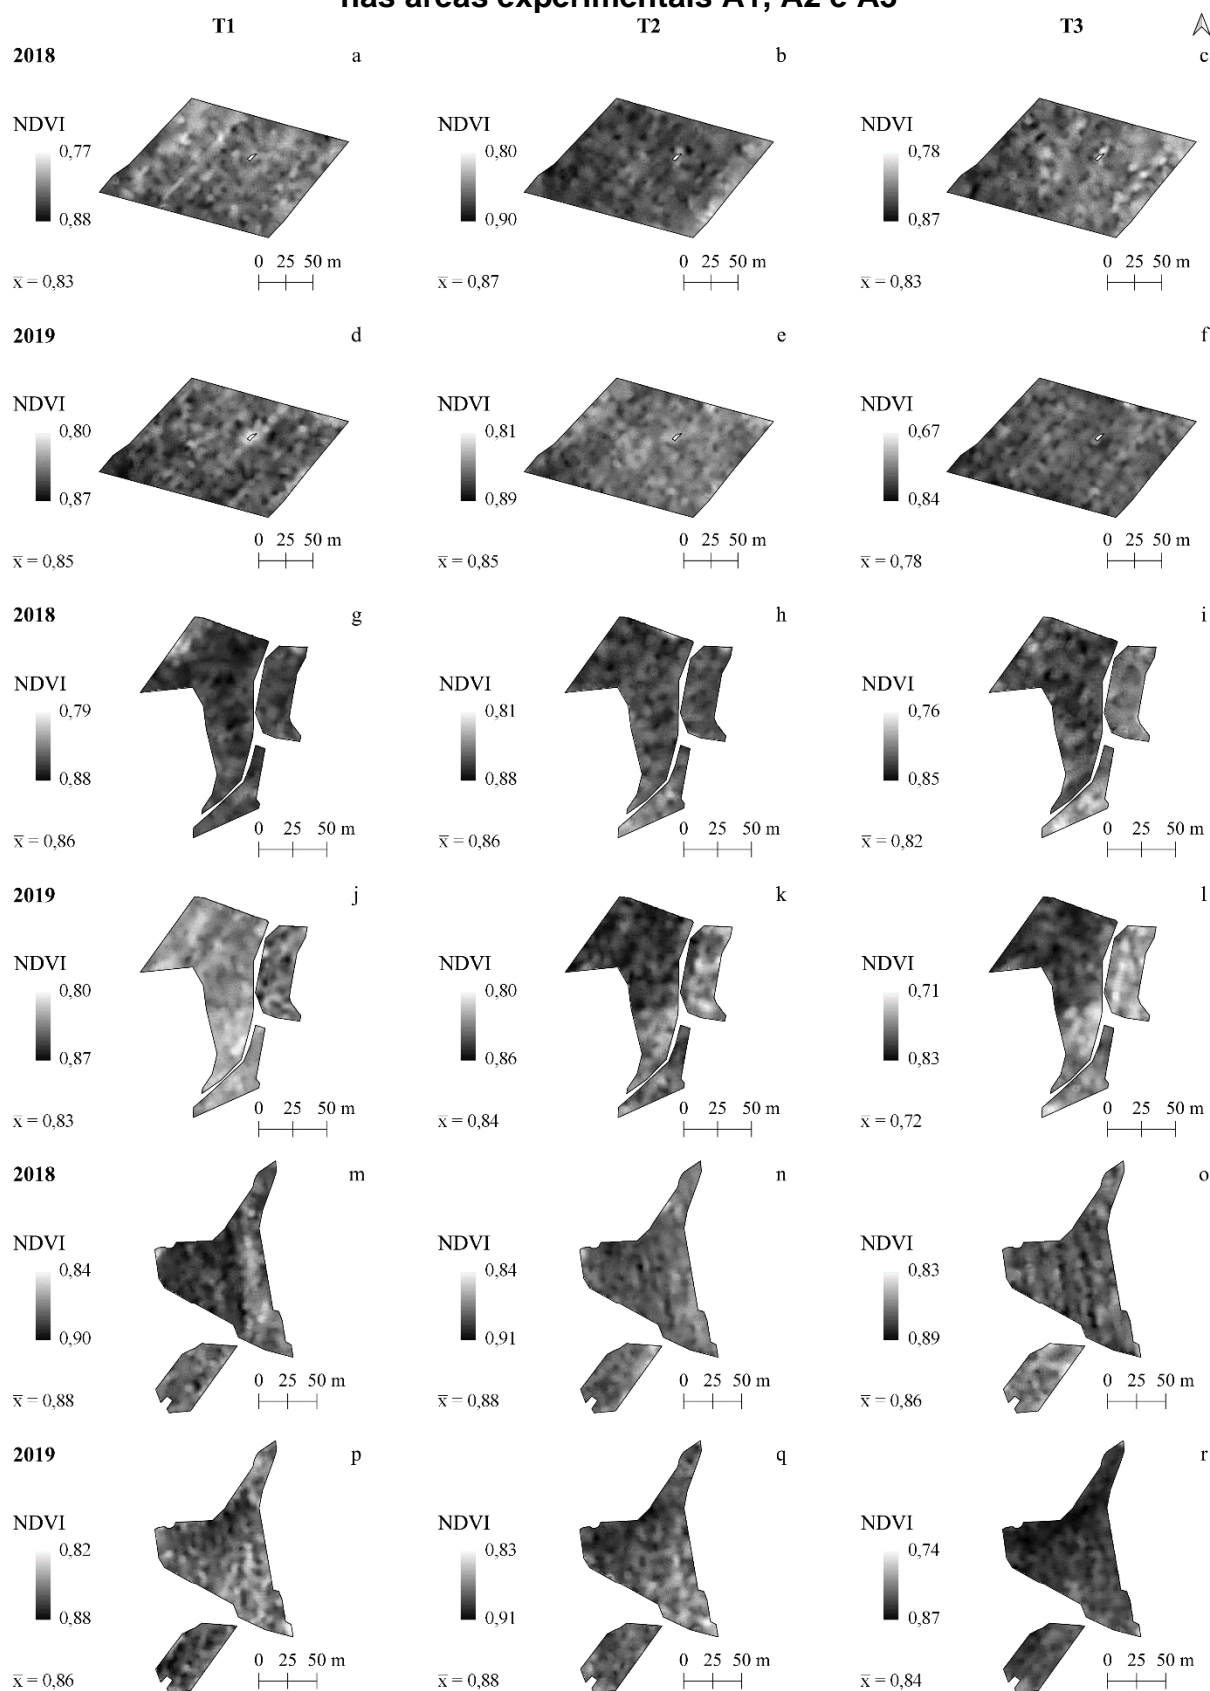 nas áreas experimentais A1, A2 e A3
T1 T2 T3
2018 a b c
NDVI NDVI NDVI
0,77 0,80 0,78
0,88 0,90 0,87
0 25 50 m 0 25 50 m 0 25 50 m
x̅ = 0,83 x̅ = 0,87 x̅ = 0,83
2019 d e f
NDVI NDVI NDVI
0,80 0,81 0,67
0,87 0,89 0,84
0 25 50 m 0 25 50 m 0 25 50 m
x̅ = 0,85 x̅ = 0,85 x̅ = 0,78
2018 g h i
NDVI NDVI NDVI
0,79 0,81 0,76
0,88 0,88 0,85
0 25 50 m 0 25 50 m 0 25 50 m
x̅ = 0,86 x̅ = 0,86 x̅ = 0,82
2019 j k l
NDVI NDVI NDVI
0,80 0,80 0,71
0,87 0,86 0,83
0 25 50 m 0 25 50 m 0 25 50 m
x̅ = 0,83 x̅ = 0,84 x̅ = 0,72
2018 m n o
NDVI NDVI NDVI
0,84 0,84 0,83
0,90 0,91 0,89
0 25 50 m 0 25 50 m 0 25 50 m
x̅ = 0,88 x̅ = 0,88 x̅ = 0,86
2019 p q r
NDVI NDVI NDVI
0,82 0,83 0,74
0,88 0,91 0,87
0 25 50 m 0 25 50 m 0 25 50 m
x̅ = 0,86 x̅ = 0,88 x̅ = 0,84